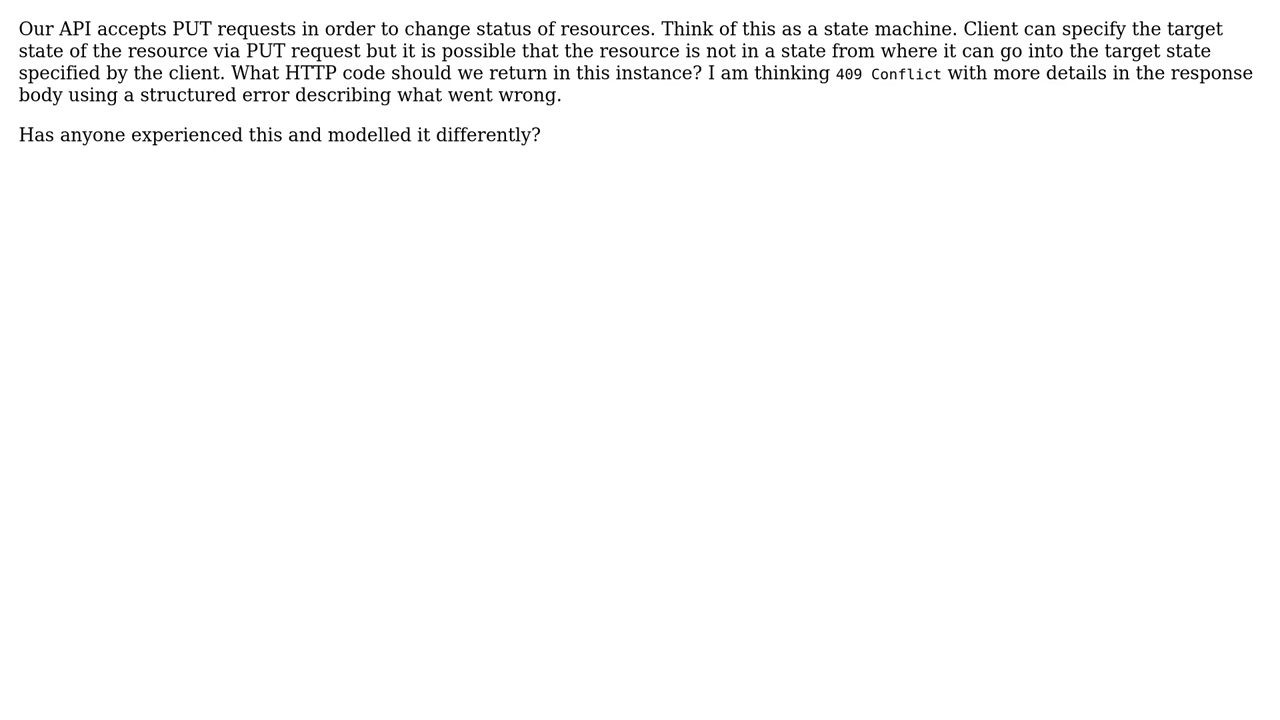 Our API accepts PUT requests in order to change status of resources. Think of this as a state machine. Client can specify the target
state of the resource via PUT request but it is possible that the resource is not in a state from where it can go into the target state
specified by the client. What HTTP code should we return in this instance? I am thinking 409 Conflict with more details in the response
body using a structured error describing what went wrong.
Has anyone experienced this and modelled it differently?